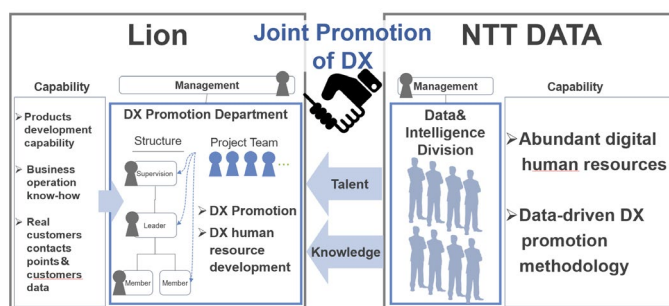 Lion
Joint Promotion
of DX
NTT DATA
Capability
Management
Management
Capability
➢Products
development
capability
➢Business
operation
know-how
➢Real
customers
contacts
points &
customers
data
DX Promotion Department
Structure
Project Team
...
Supervision
Leader
Member
Member
➢DX Promotion
➢DX human
resource
development
Talent
Knowledge
Data&
Intelligence
Division
➢Abundant digital
human resources
➢Data-driven DX
promotion
methodology